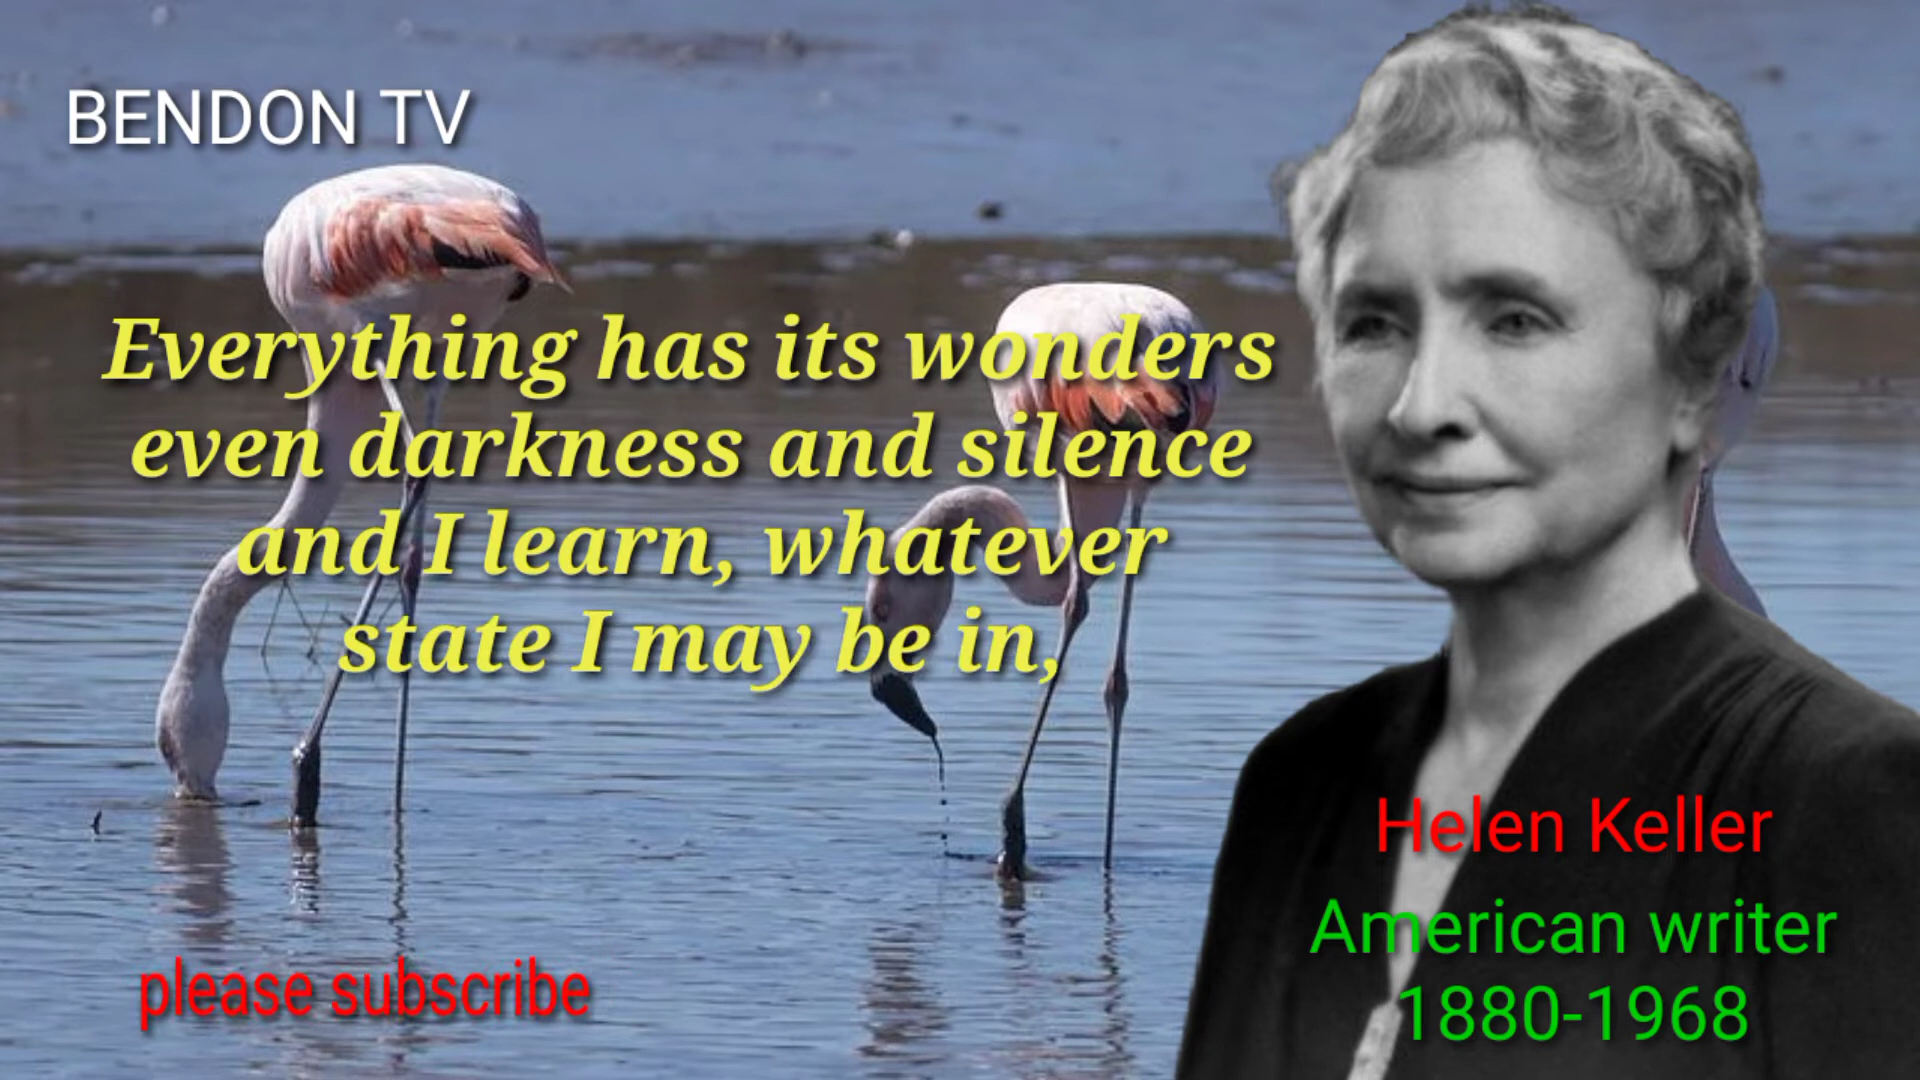 BENDON TV
Everything has its wonders
even darkness and silence
and I learn, whatever
state I may be in,
Helen Keller
American writer
1880-1968
please subscribe